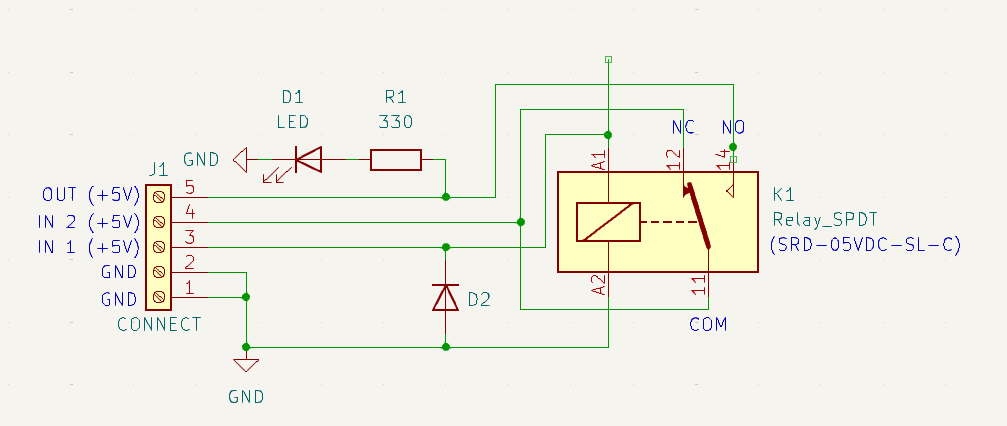 D1
LED
R1
330
GND
J1
OUT (+5V)
IN 2 (+5V)
IN 1 (+5V)
GND
GND
5
4
3
2
1
CONNECT
GND
D2
NC
NO
A1
12
14
K1
Relay_SPDT
(SRD-05VDC-SL-C)
A2
11
COM